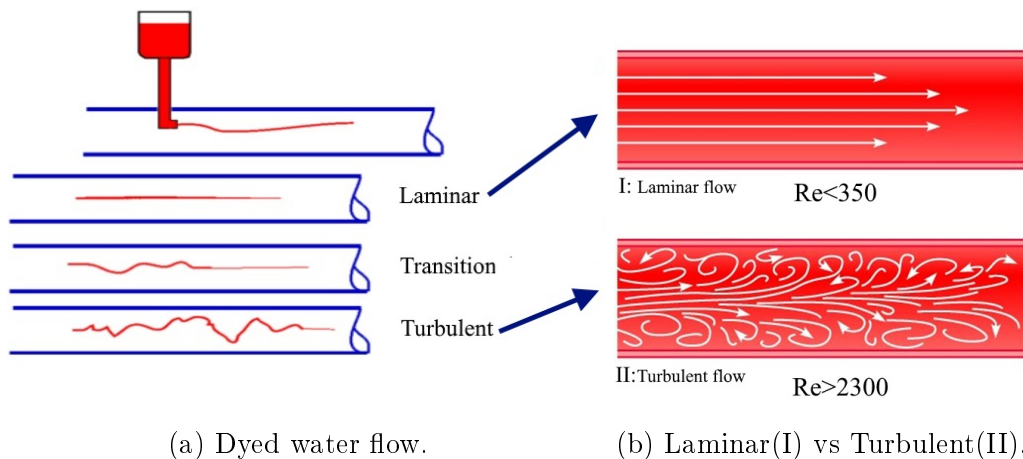 Laminar
Transition
Turbulent
I: Laminar flow
Re<350
II:Turbulent flow
Re>2300
(a) Dyed water flow.
(b) Laminar(I) vs Turbulent(II).